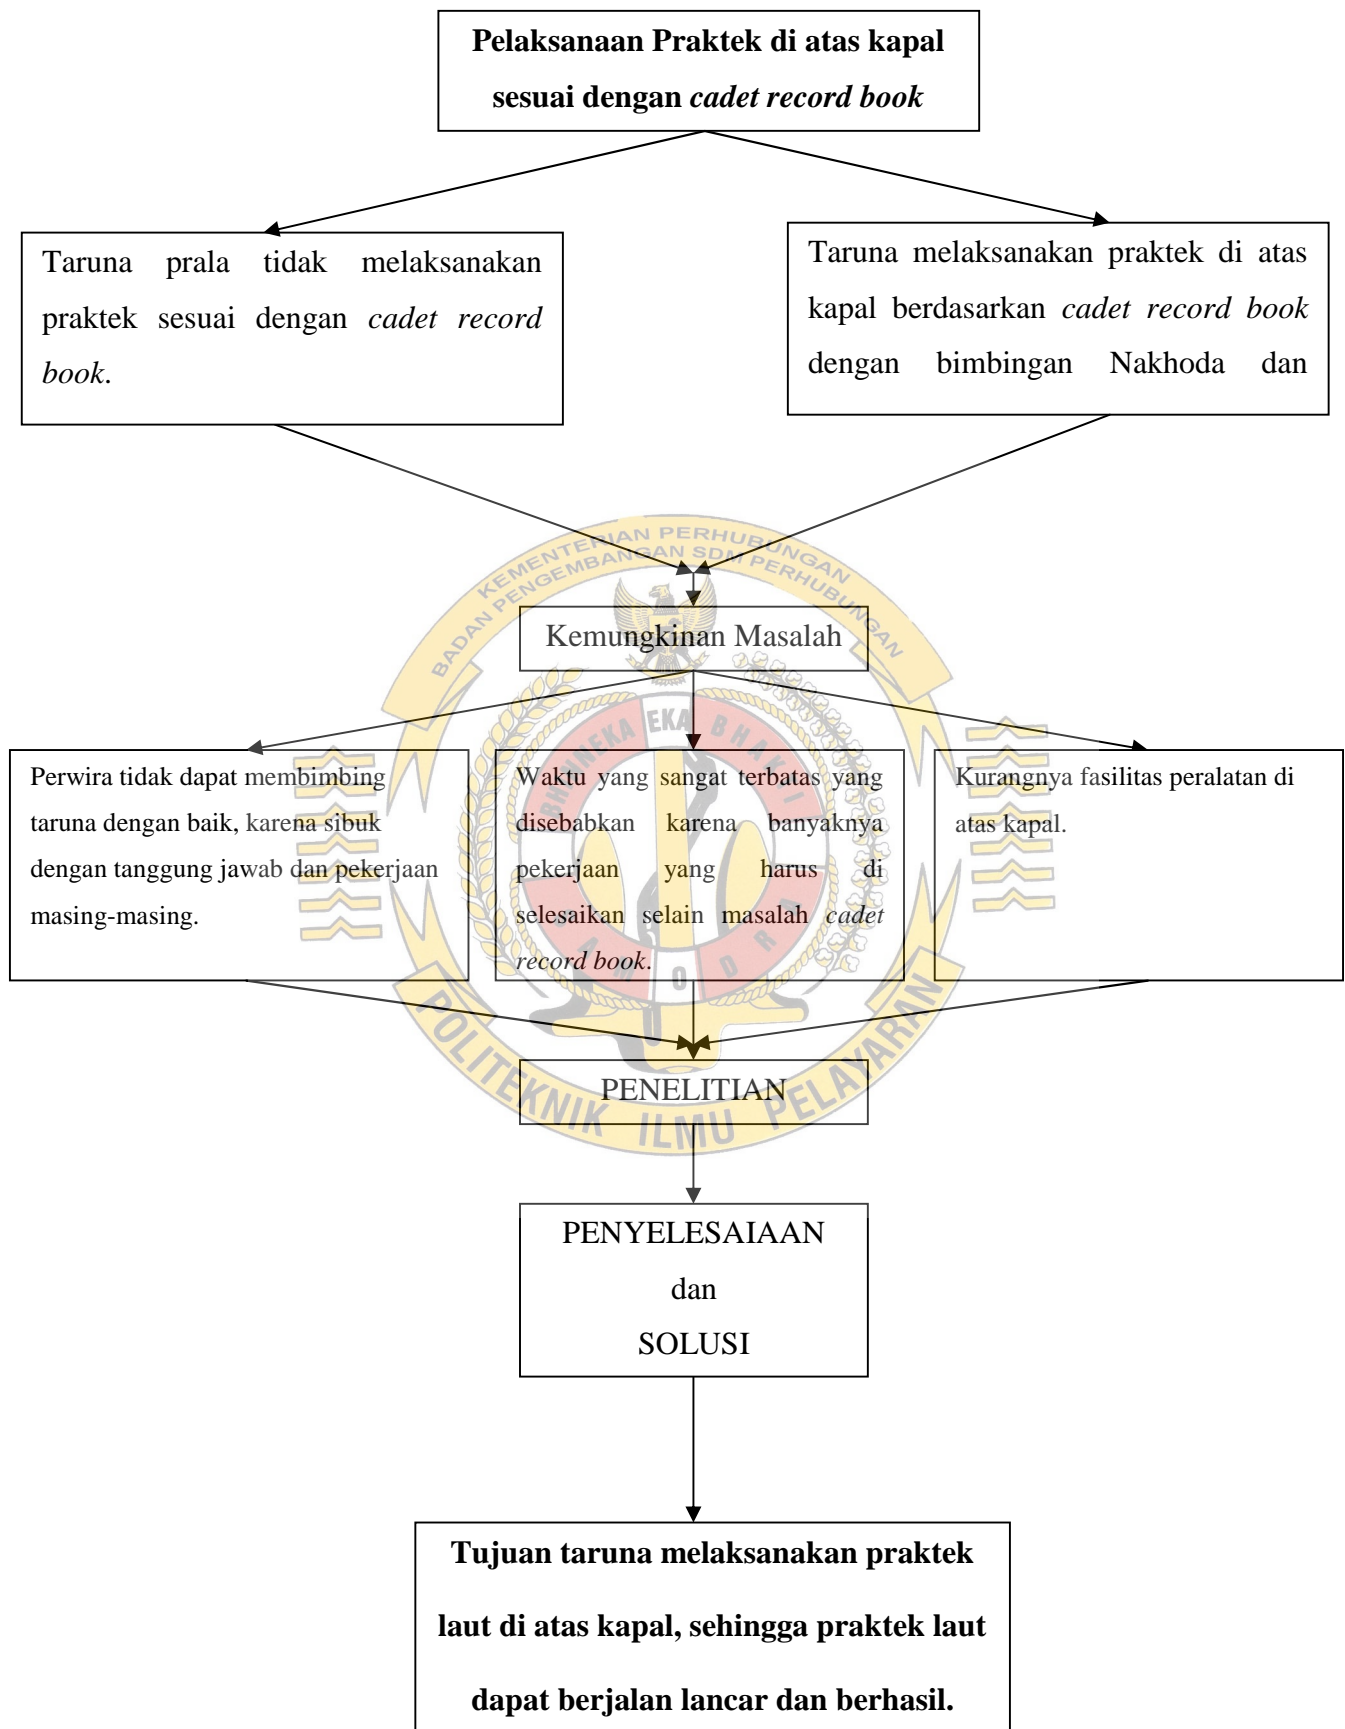 Pelaksanaan Praktek di atas kapal
sesuai dengan cadet record book
Taruna prala tidak melaksanakan
praktek sesuai dengan cadet record
book.
Taruna melaksanakan praktek di atas
kapal berdasarkan cadet record book
dengan bimbingan Nakhoda dan
KEMENTERIAN PERHUBUNGAN
BADAN PENGEMBANGAN SDM PERHUBUNGAN
Kemungkinan Masalah
BHINNEKA EKA BHAKTI
Perwira tidak dapat membimbing
taruna dengan baik, karena sibuk
dengan tanggung jawab dan pekerjaan
masing-masing.
Waktu yang sangat terbatas yang
disebabkan karena banyaknya
pekerjaan yang harus di
selesaikan selain masalah cadet
record book.
Kurangnya fasilitas peralatan di
atas kapal.
SAMODRA
PENELITIAN
POLITEKNIK ILMU PELAYARAN
PENYELESAIAAN
dan
SOLUSI
Tujuan taruna melaksanakan praktek
laut di atas kapal, sehingga praktek laut
dapat berjalan lancar dan berhasil.